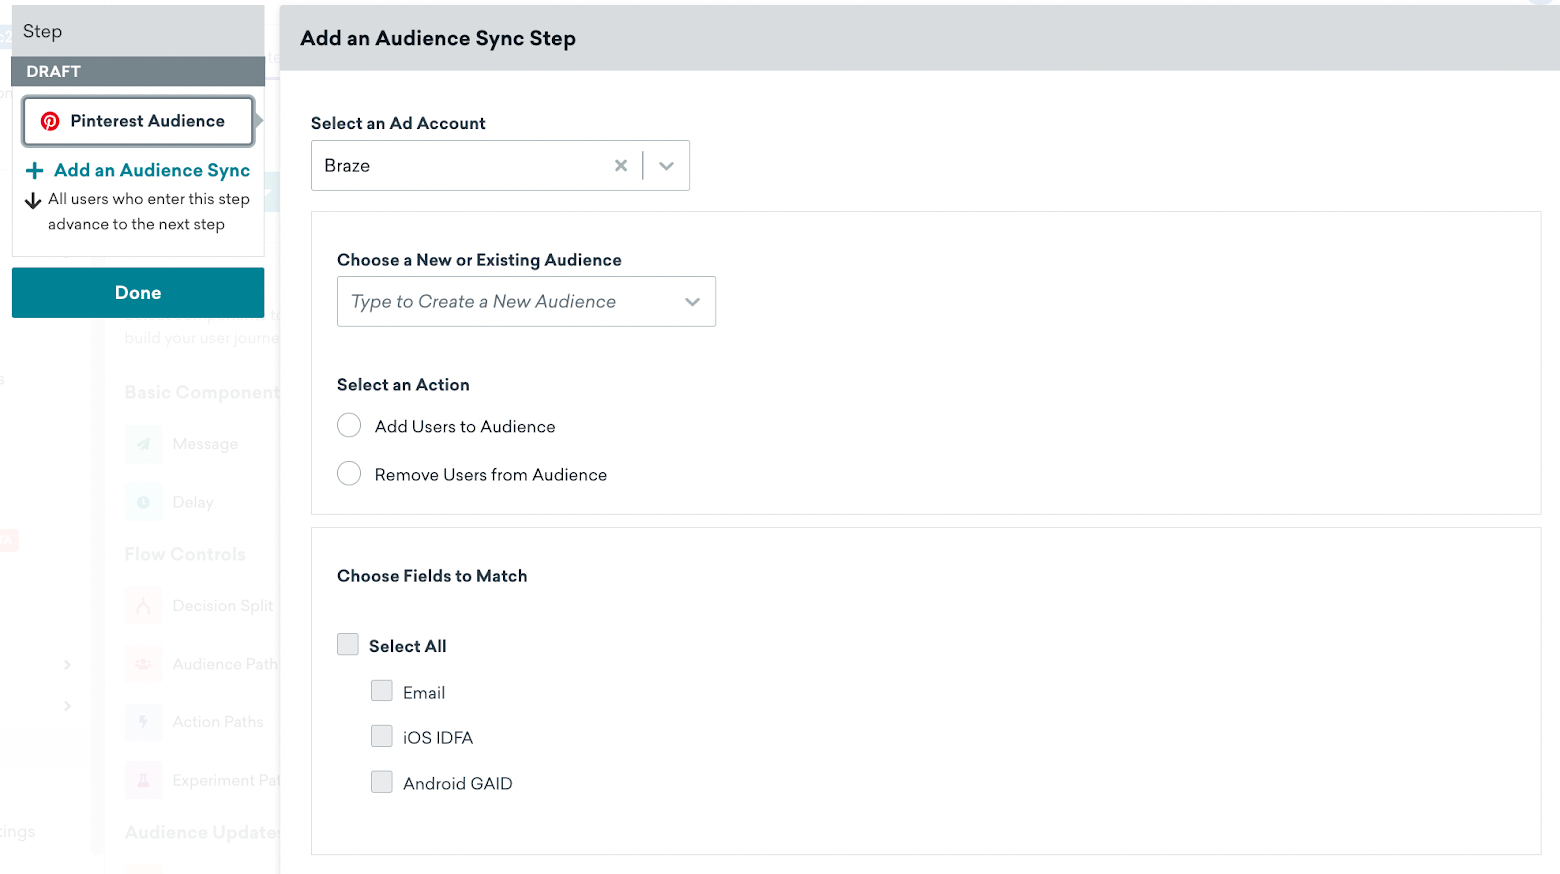 Step
DRAFT
Pinterest Audience
Add an Audience Sync
All users who enter this step
advance to the next step
Done
build your user journe
Basic Component
Message
Delay
Flow Controls
Decision Split
Audience Path
Action Paths
Experiment Pat
Audience Updates
tings
Add an Audience Sync Step
Select an Ad Account
Braze
Choose a New or Existing Audience
Type to Create a New Audience
Select an Action
Add Users to Audience
Remove Users from Audience
Choose Fields to Match
Select All
Email
iOS IDFA
Android GAID